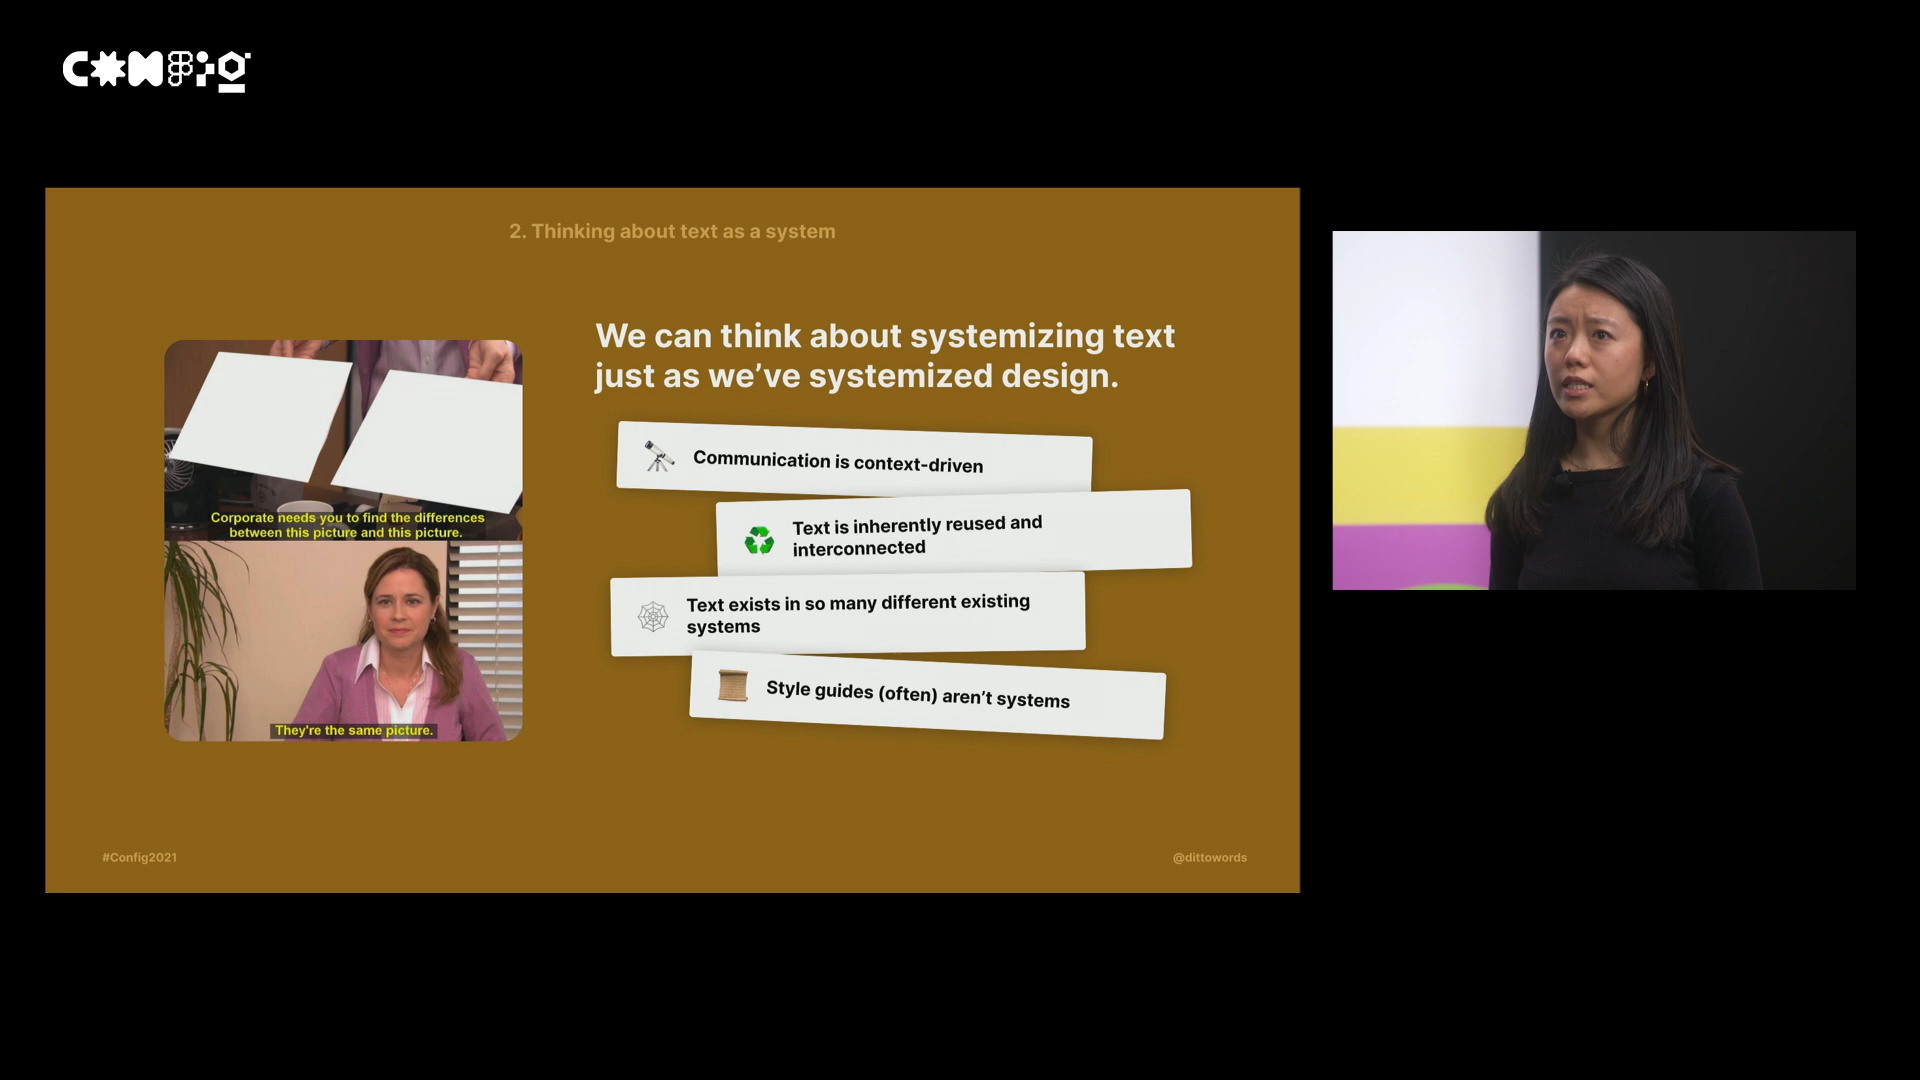 CONFIG
2. Thinking about text as a system
We can think about systemizing text
just as we’ve systemized design.
Corporate needs you to find the differences
between this picture and this picture.
They're the same picture.
Communication is context-driven
Text is inherently reused and
interconnected
Text exists in so many different existing
systems
Style guides (often) aren’t systems
#Config2021
@dittowords